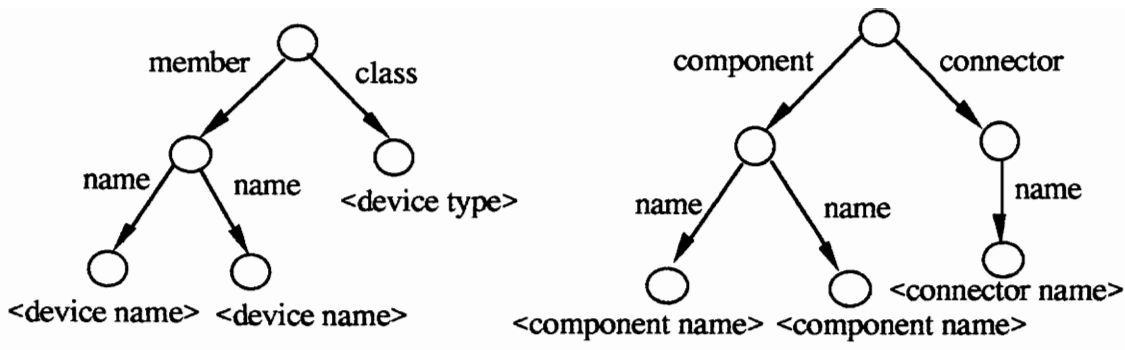 member
class
name
name
<device type>
<device name>
<device name>
component
connector
name
name
name
<component name>
<component name>
<connector name>